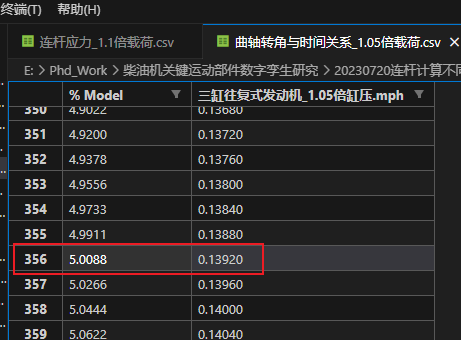 终端(T) 帮助(H)
连杆应力_1.1倍载荷.csv 曲轴转角与时间关系_1.05倍载荷.csv
E: > Phd_Work > 柴油机关键运动部件数字孪生研究 > 20230720连杆计算不同
% Model 三缸往复式发动机_1.05倍缸压.mph
350 4.9022 0.13680
351 4.9200 0.13720
352 4.9378 0.13760
353 4.9556 0.13800
354 4.9733 0.13840
355 4.9911 0.13880
356 5.0088 0.13920
357 5.0266 0.13960
358 5.0444 0.14000
359 5.0622 0.14040